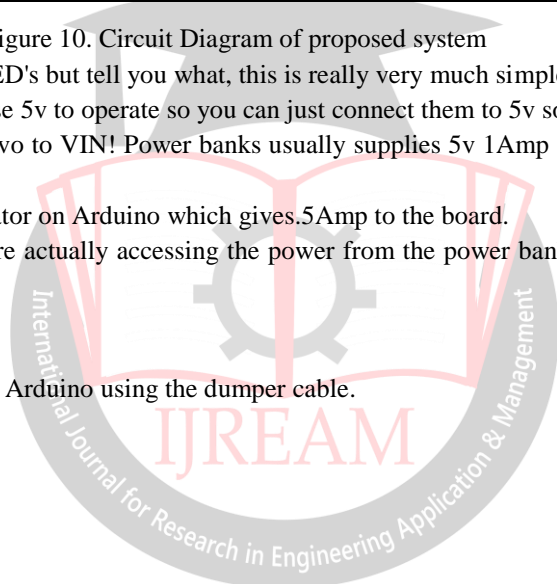 igure 10. Circuit Diagram of proposed system
ED's but tell you what, this is really very much simple
se 5v to operate so you can just connect them to 5v so
vo to VIN! Power banks usually supplies 5v 1Amp
ator on Arduino which gives.5Amp to the board.
re actually accessing the power from the power ban
Arduino using the dumper cable.
IJREAM
International Journal for Research in Engineering Application & Management